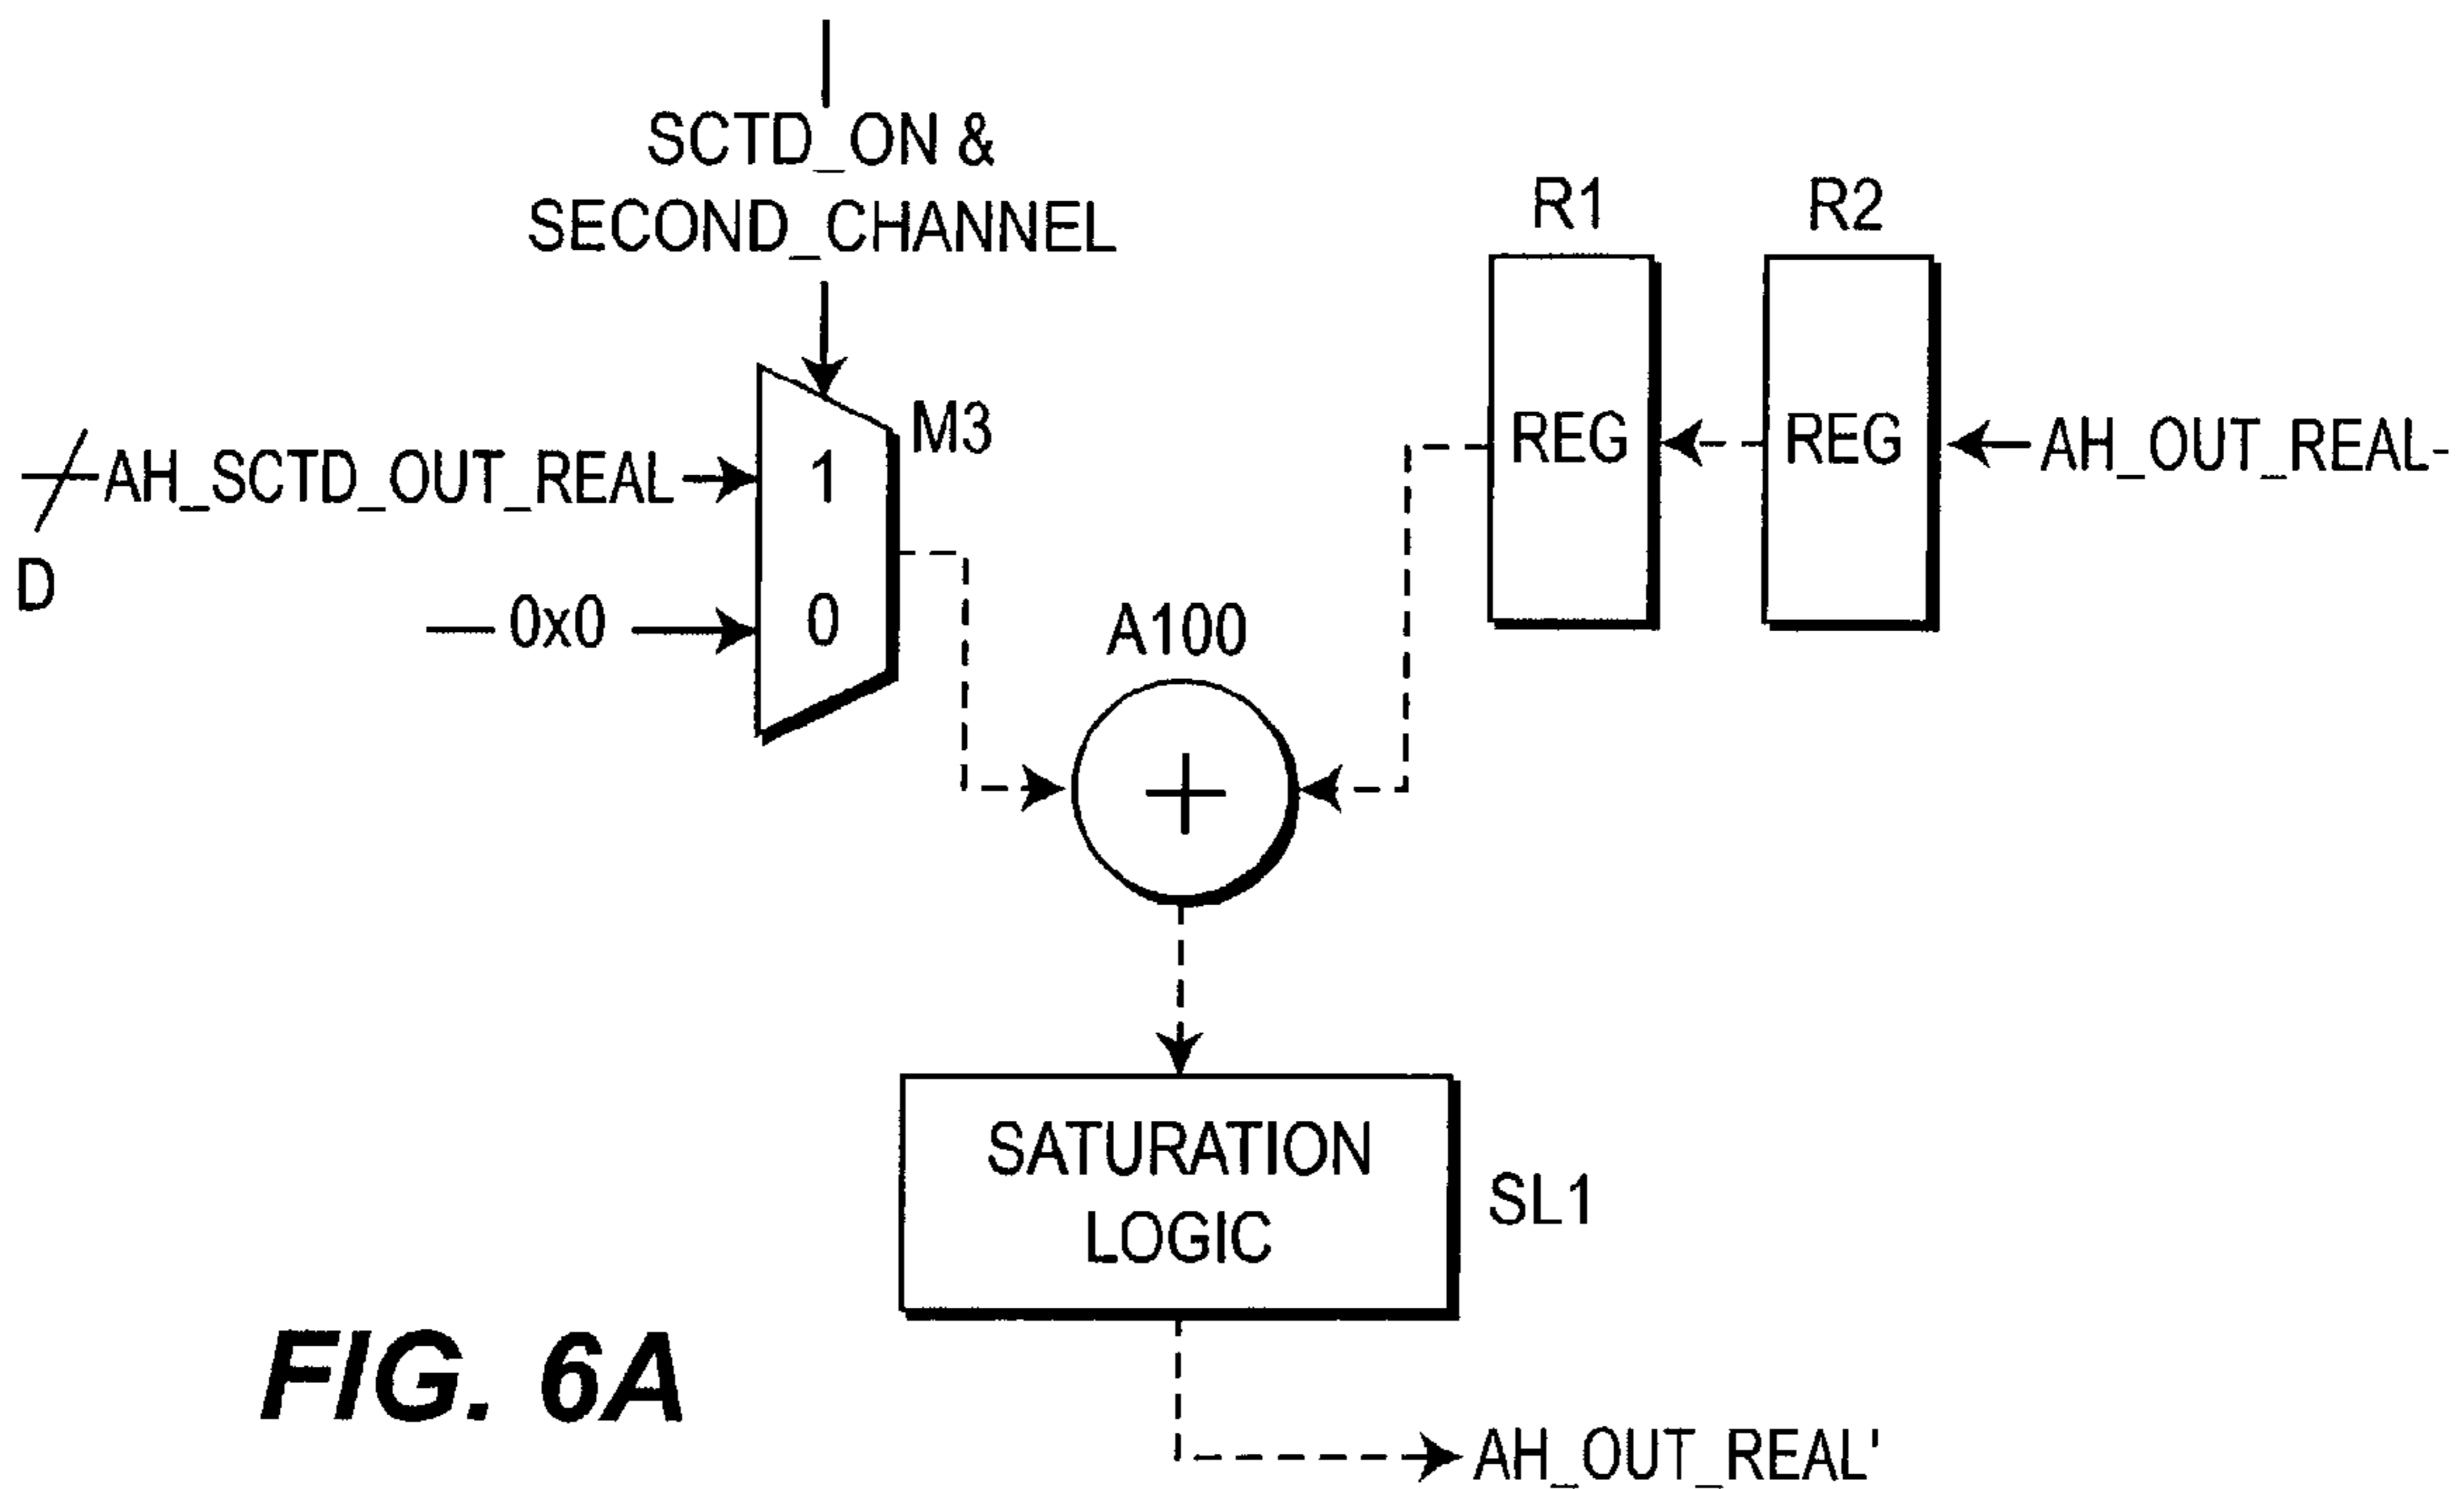 SCTD_ON &
SECOND_CHANNEL
R1
R2
M3
AH_SCTD_OUT_REAL
1
REG
REG
AH_OUT_REAL-
D
0x0
0
A100
+
SATURATION
LOGIC
SL1
FIG. 6A
AH_OUT_REAL'